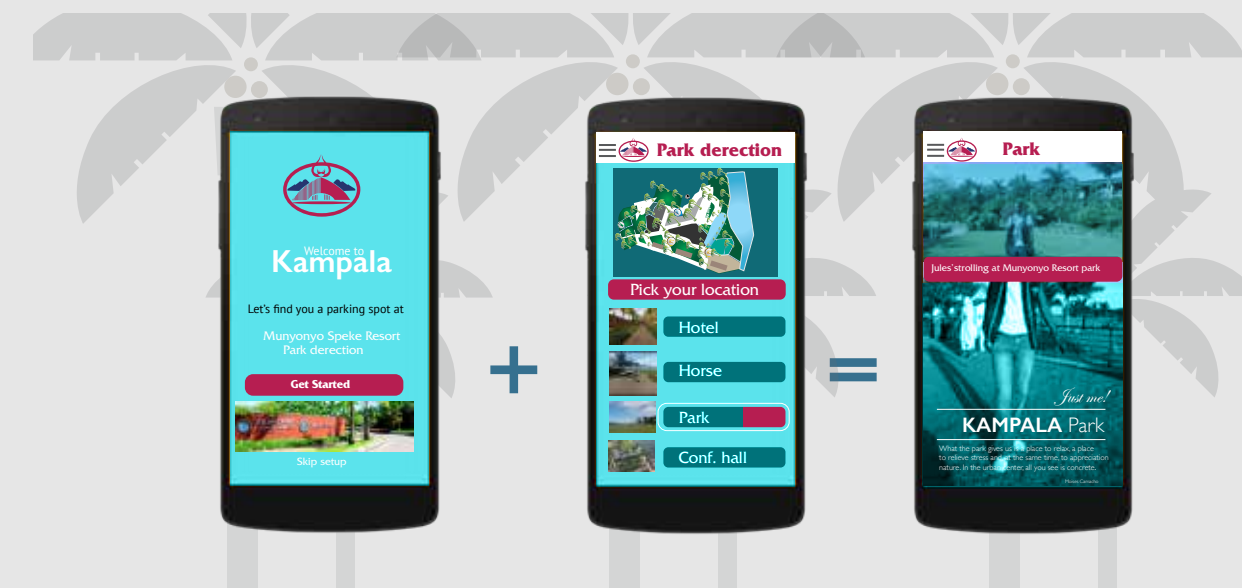 Welcome to
Kampala
Let's find you a parking spot at
Munyonyo Speke Resort
Park derection
Get Started
Skip setup
+
Park derection
Pick your location
Hotel
Horse
Park
Conf. hall
=
Park
Jules'strolling at Munyonyo Resort park
Just me!
KAMPALA Park
What the park gives us is a place to relax, a place
to relieve stress and at the same time, to appreciation
nature. In the urban center, all you see is concrete.